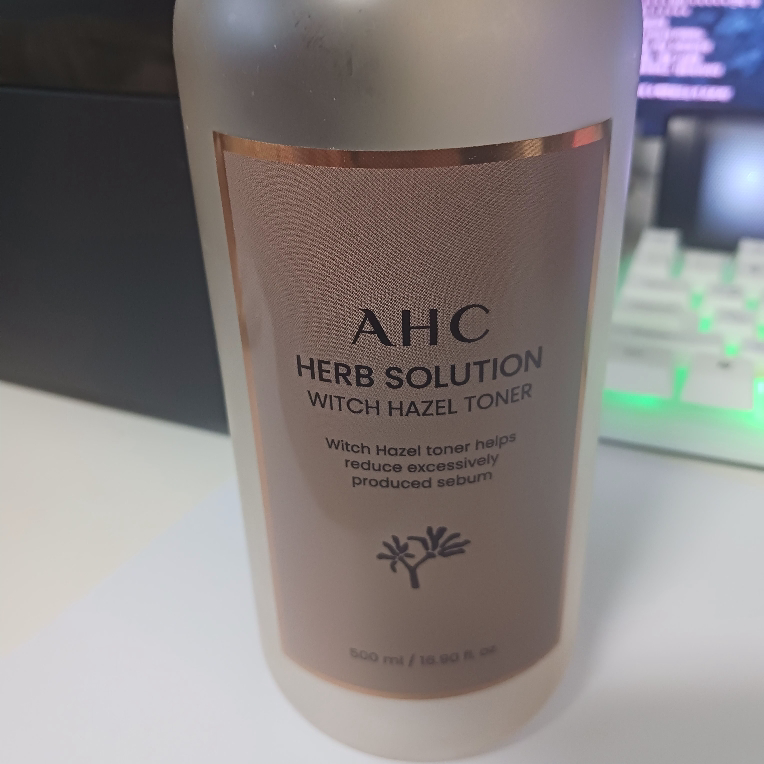 AHC
HERB SOLUTION
WITCH HAZEL TONER
Witch Hazel toner helps
reduce excessively
produced sebum
500 ml / 16.90 fl. oz